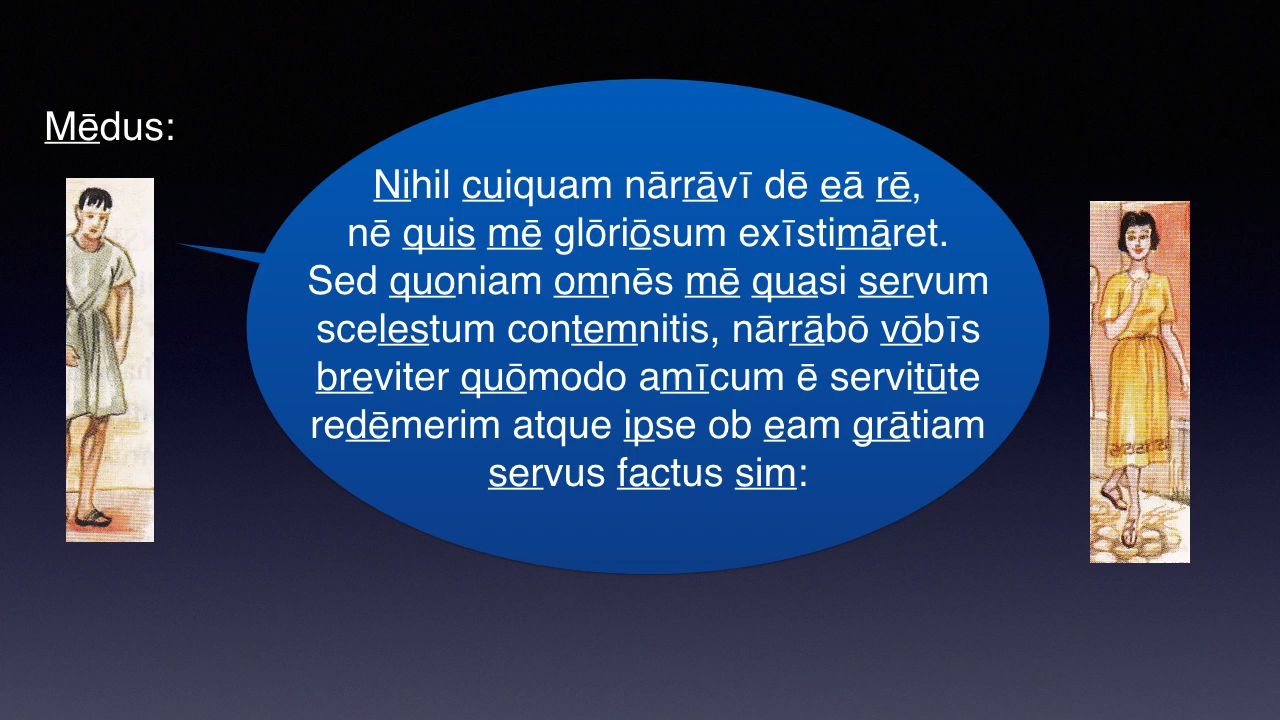 Mēdus:
Nihil cuiquam nārrāvī dē eā rē,
nē quis mē glōriōsum exīstimāret.
Sed quoniam omnēs mē quasi servum
scelestum contemnitis, nārrābō vōbīs
breviter quōmodo amīcum ē servitūte
redēmerim atque ipse ob eam grātiam
servus factus sim: